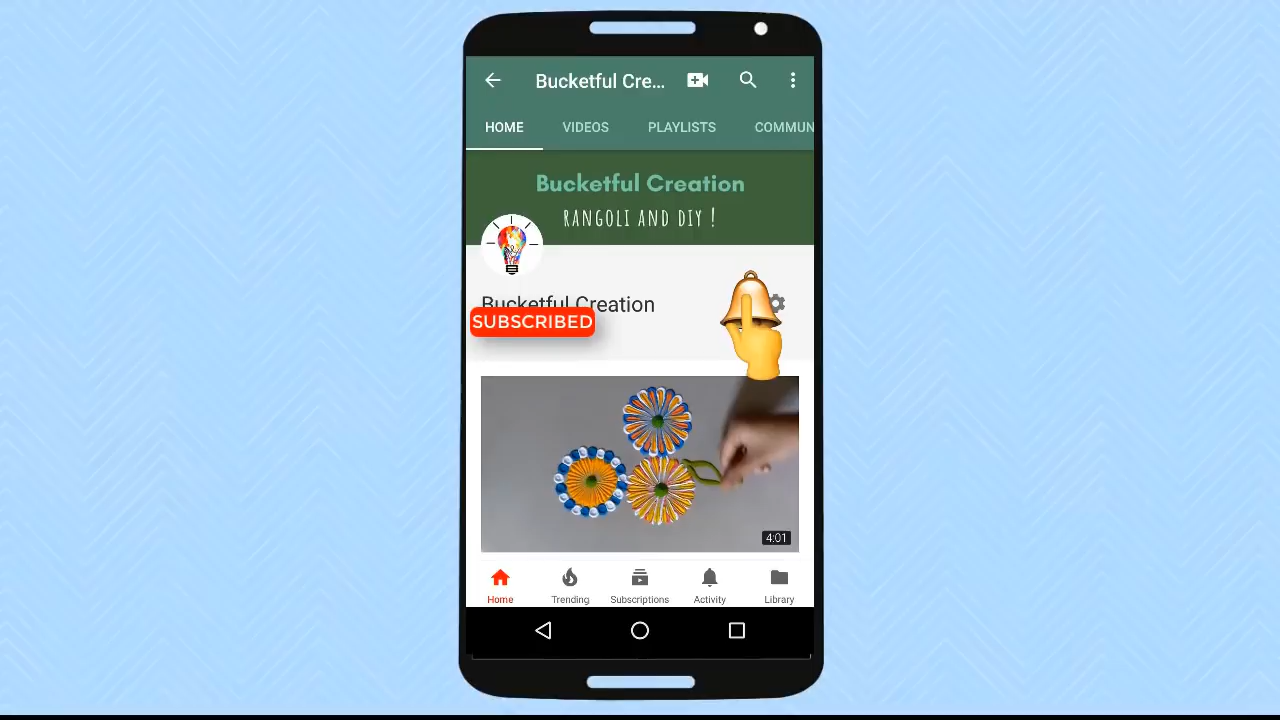 Bucketful Cre...
HOME VIDEOS PLAYLISTS COMMUN
Bucketful Creation
RANGOLI AND DIY !
Bucketful Creation
SUBSCRIBED
4:01
Home Trending Subscriptions Activity Library